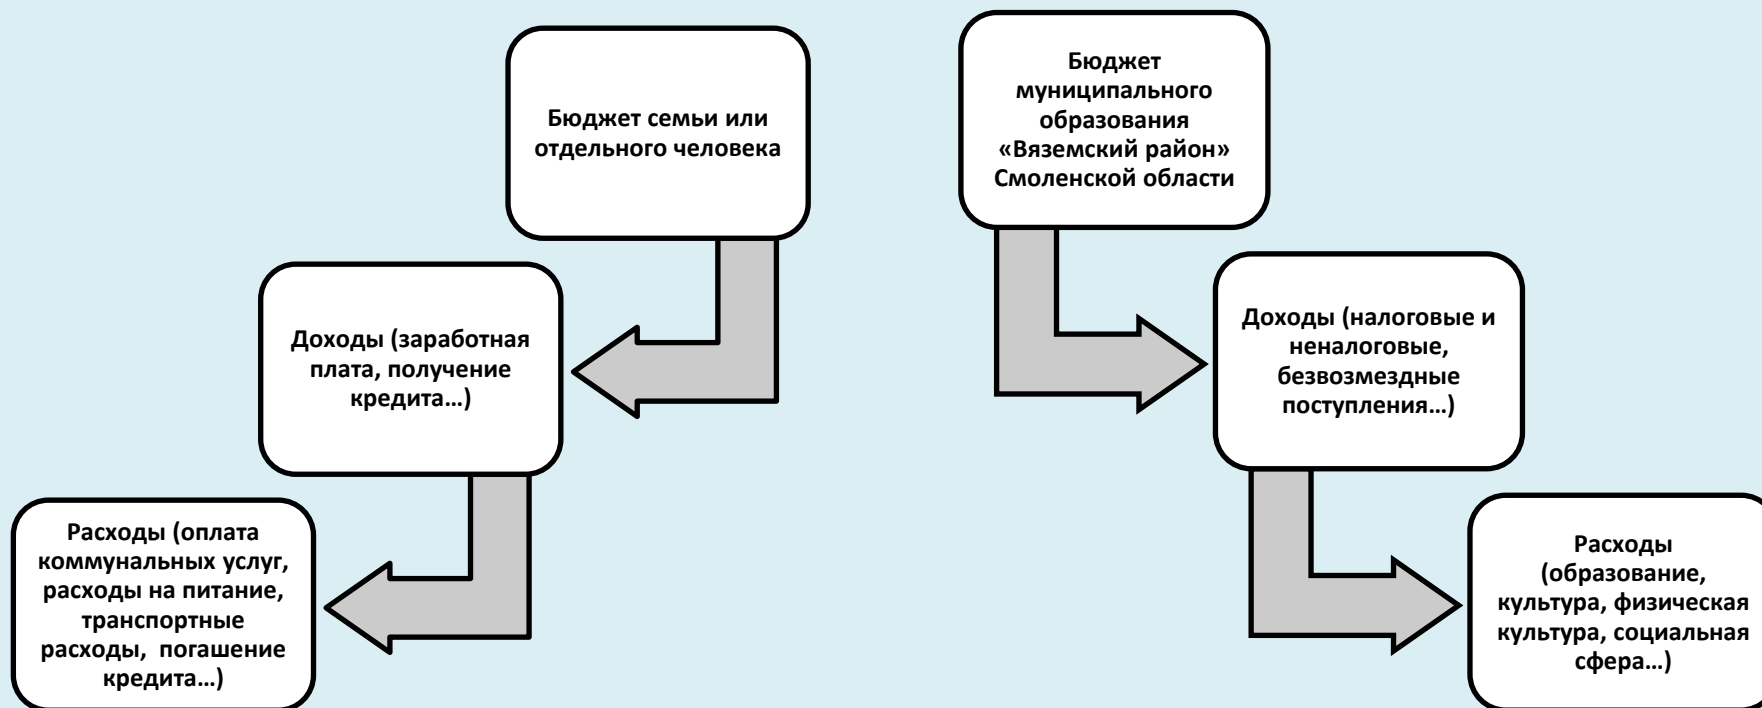 Бюджет семьи или
отдельного человека
Доходы (заработная
плата, получение
кредита…)
Расходы (оплата
коммунальных услуг,
расходы на питание,
транспортные
расходы,  погашение
кредита…)
Бюджет
муниципального
образования
«Вяземский район»
Смоленской области
Доходы (налоговые и
неналоговые,
безвозмездные
поступления…)
Расходы
(образование,
культура, физическая
культура, социальная
сфера…)